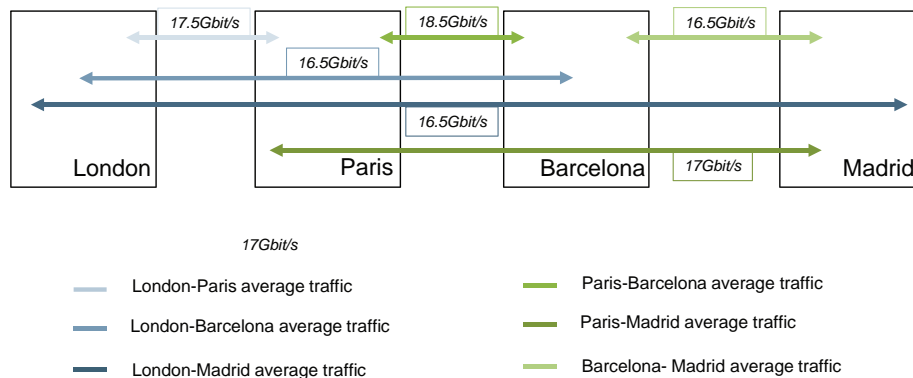 17.5Gbit/s
18.5Gbit/s
16.5Gbit/s
16.5Gbit/s
16.5Gbit/s
London
Paris
Barcelona
Madrid
17Gbit/s
17Gbit/s
London-Paris average traffic
Paris-Barcelona average traffic
London-Barcelona average traffic
Paris-Madrid average traffic
London-Madrid average traffic
Barcelona- Madrid average traffic